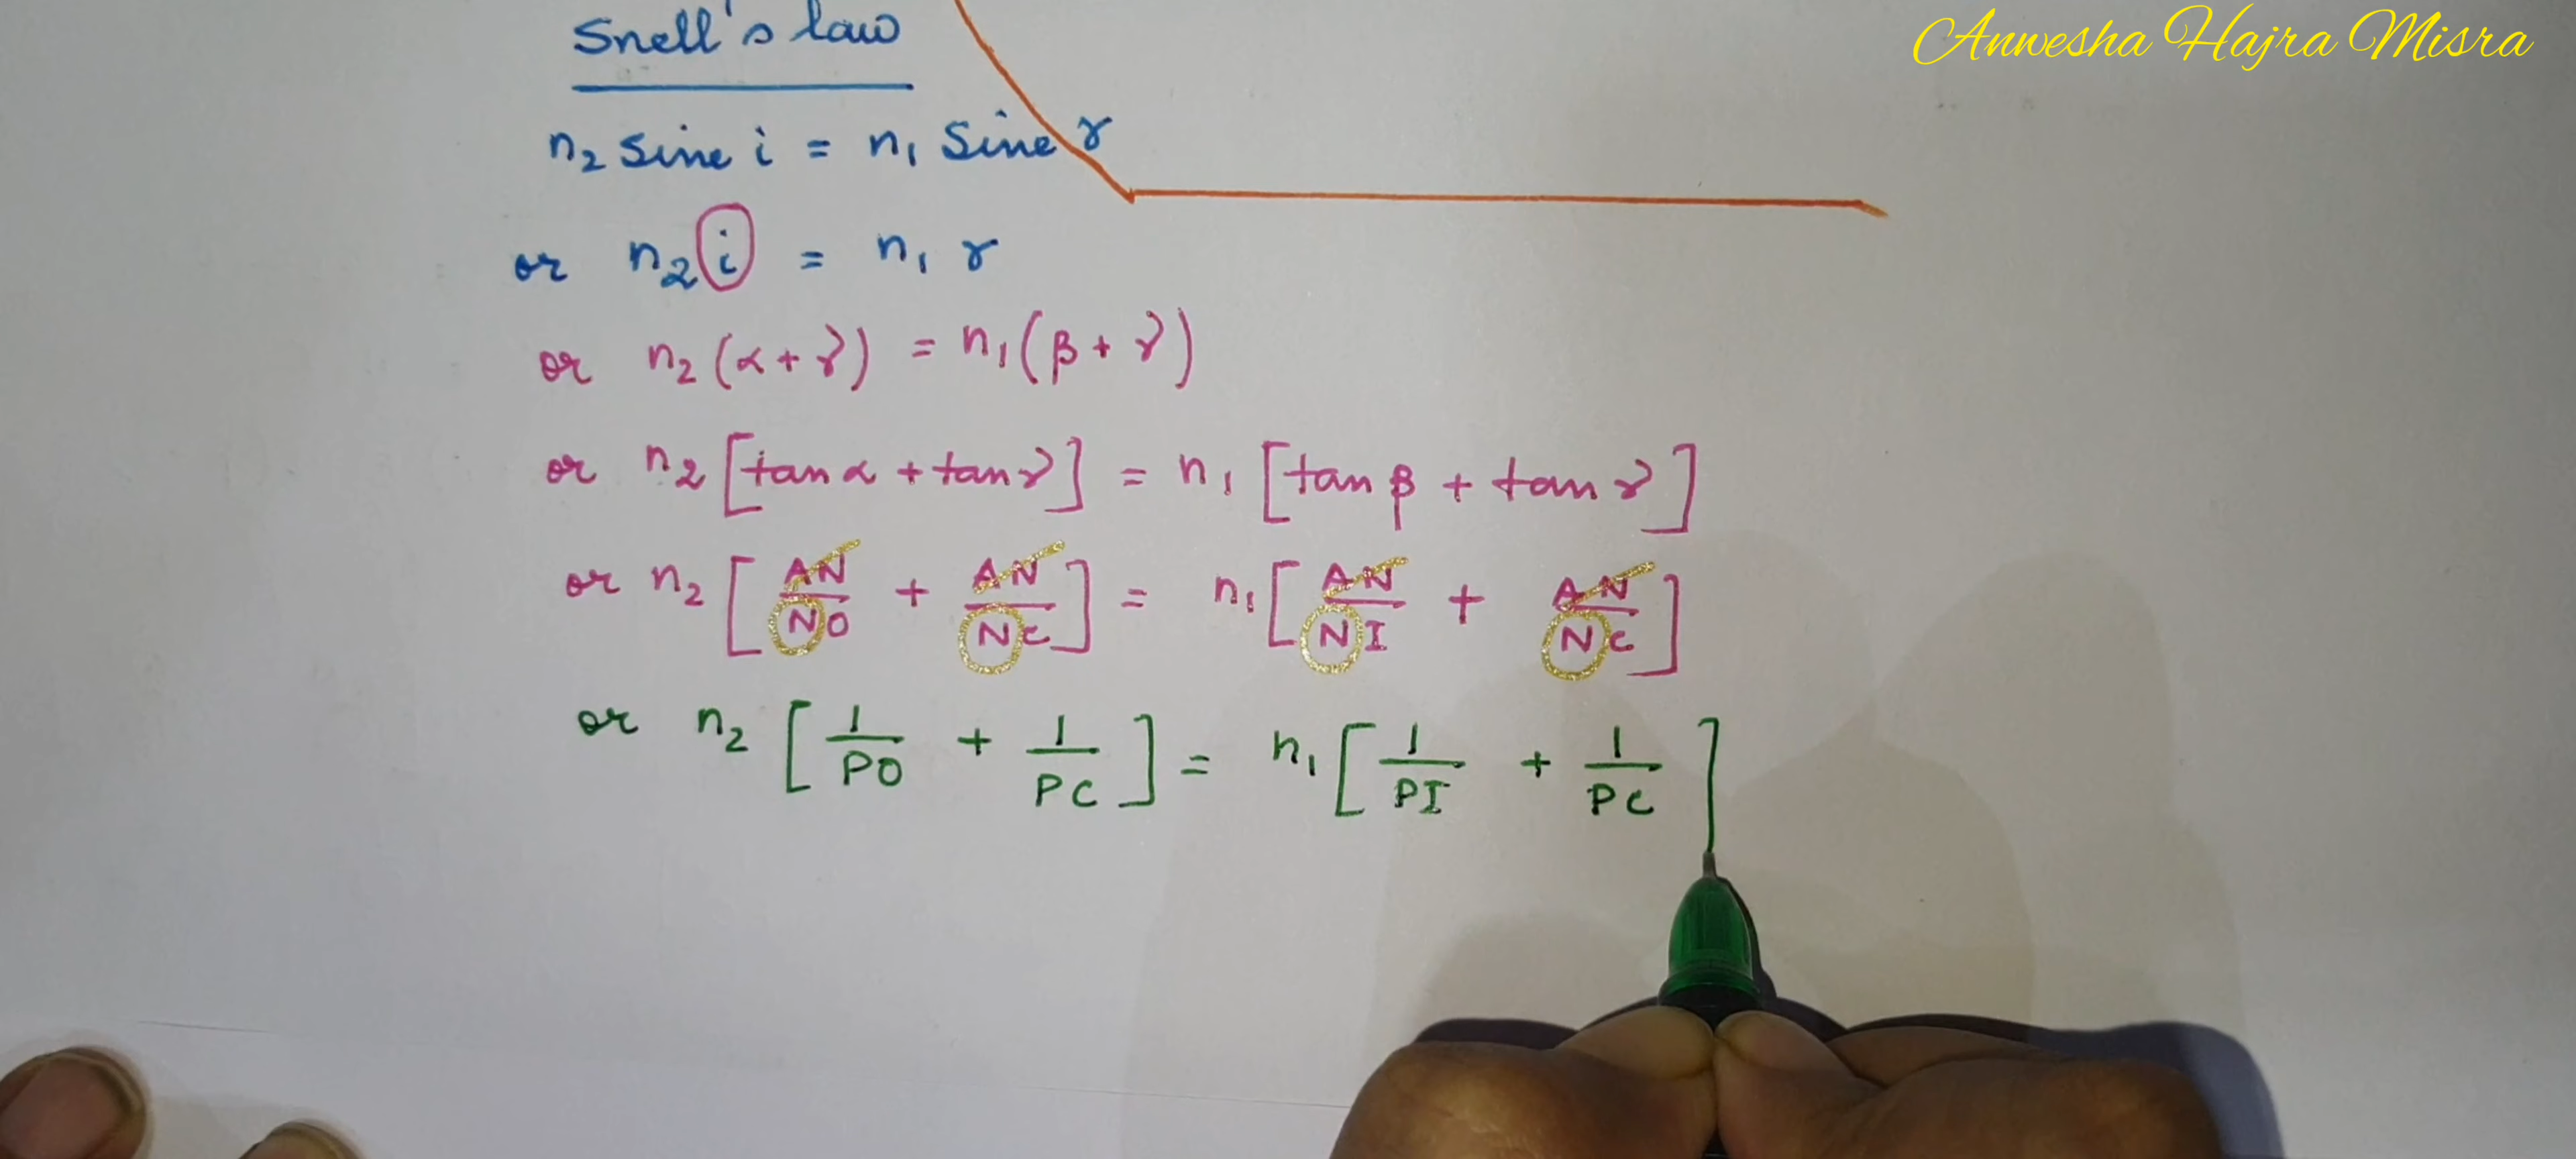 Anwesha Hajra Misra
Snell's law
n₂ Sine i = n₁ Sine r
or n₂ i = n₁ r
or n₂ (α + γ) = n₁ (β + γ)
or n₂ [tan α + tan γ] = n₁ [tan β + tan γ]
or n₂ [AN/NO + AN/NC] = n₁ [AN/NI + AN/NC]
or n₂ [1/PO + 1/PC] = n₁ [1/PI + 1/PC]